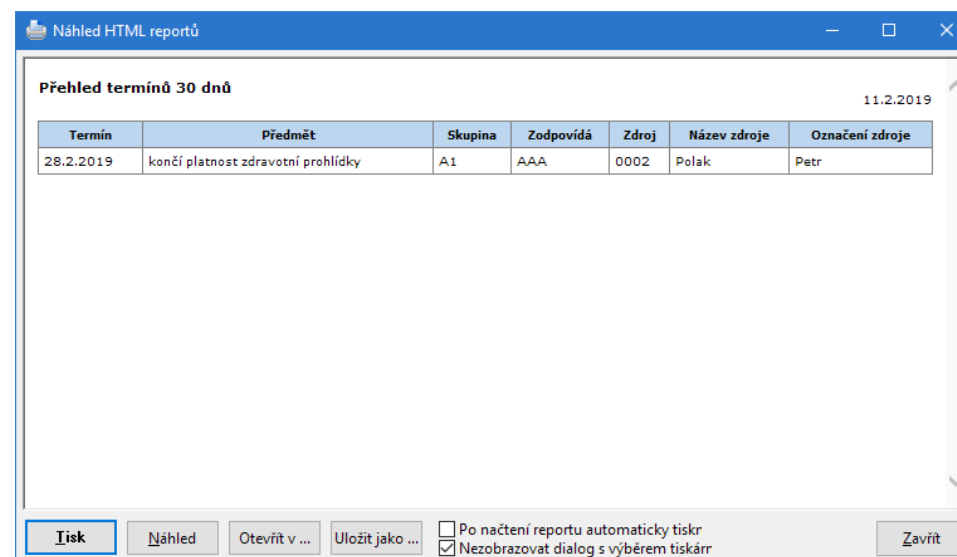 Náhled HTML reportů
Přehled termínů 30 dnů
11.2.2019
Termín Předmět Skupina Zodpovídá Zdroj Název zdroje Označení zdroje
28.2.2019 končí platnost zdravotní prohlídky A1 AAA 0002 Polak Petr
Po načtení reportu automaticky tiskr
Tisk Náhled Otevřít v ... Uložit jako ... Zavřít
Nezobrazovat dialog s výběrem tiskárr